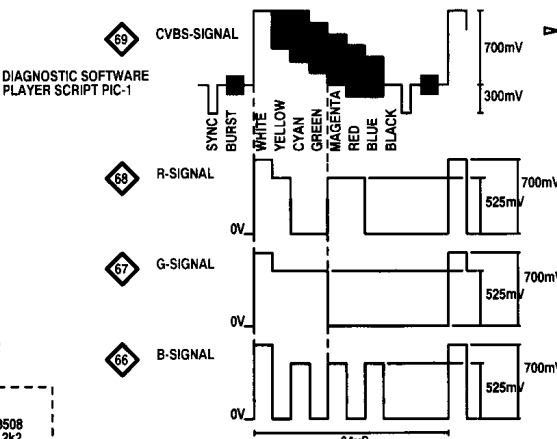 69 CVBS-SIGNAL
700mV
DIAGNOSTIC SOFTWARE
PLAYER SCRIPT PIC-1
300mV
SYNC
BURST
WHITE
YELLOW
CYAN
GREEN
MAGENTA
RED
BLUE
BLACK
68 R-SIGNAL
700mV
525mV
0V
67 G-SIGNAL
700mV
525mV
0V
66 B-SIGNAL
700mV
525mV
0V
3508
2k2